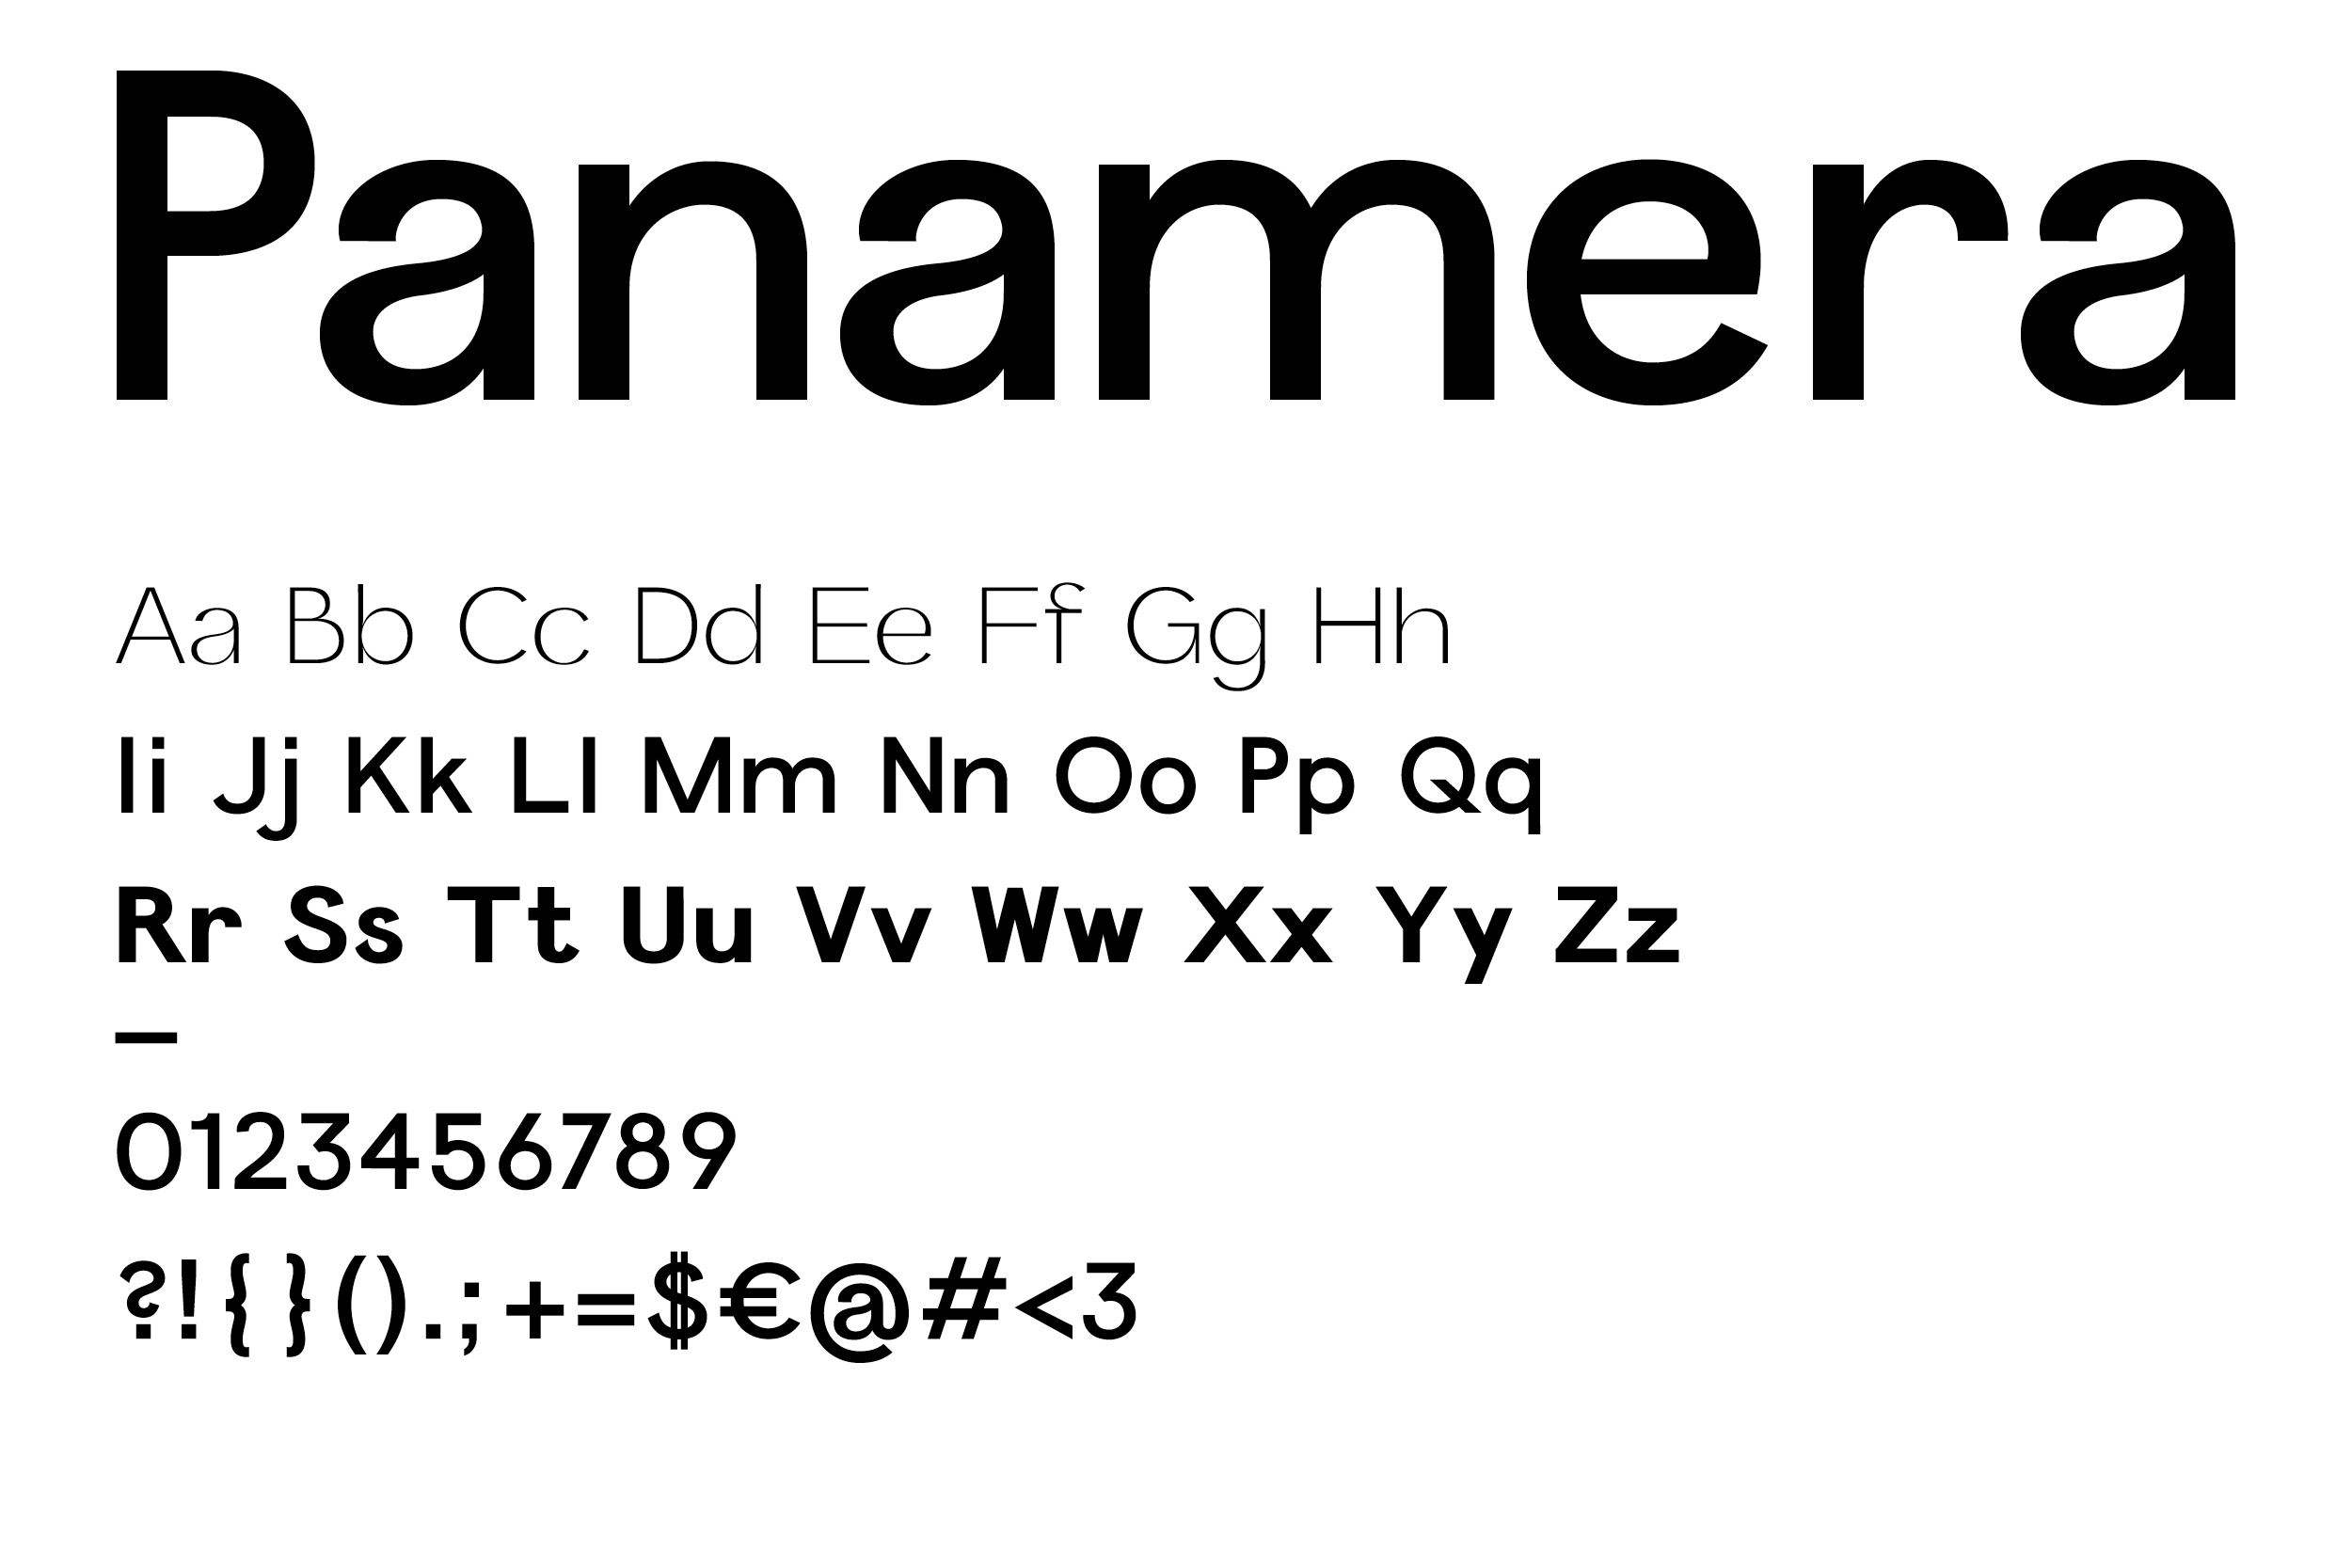 Panamera
Aa Bb Cc Dd Ee Ff Gg Hh
Ii Jj Kk Ll Mm Nn Oo Pp Qq
Rr Ss Tt Uu Vv Ww Xx Yy Zz
—
0123456789
?!{}().;+=$€@#<3